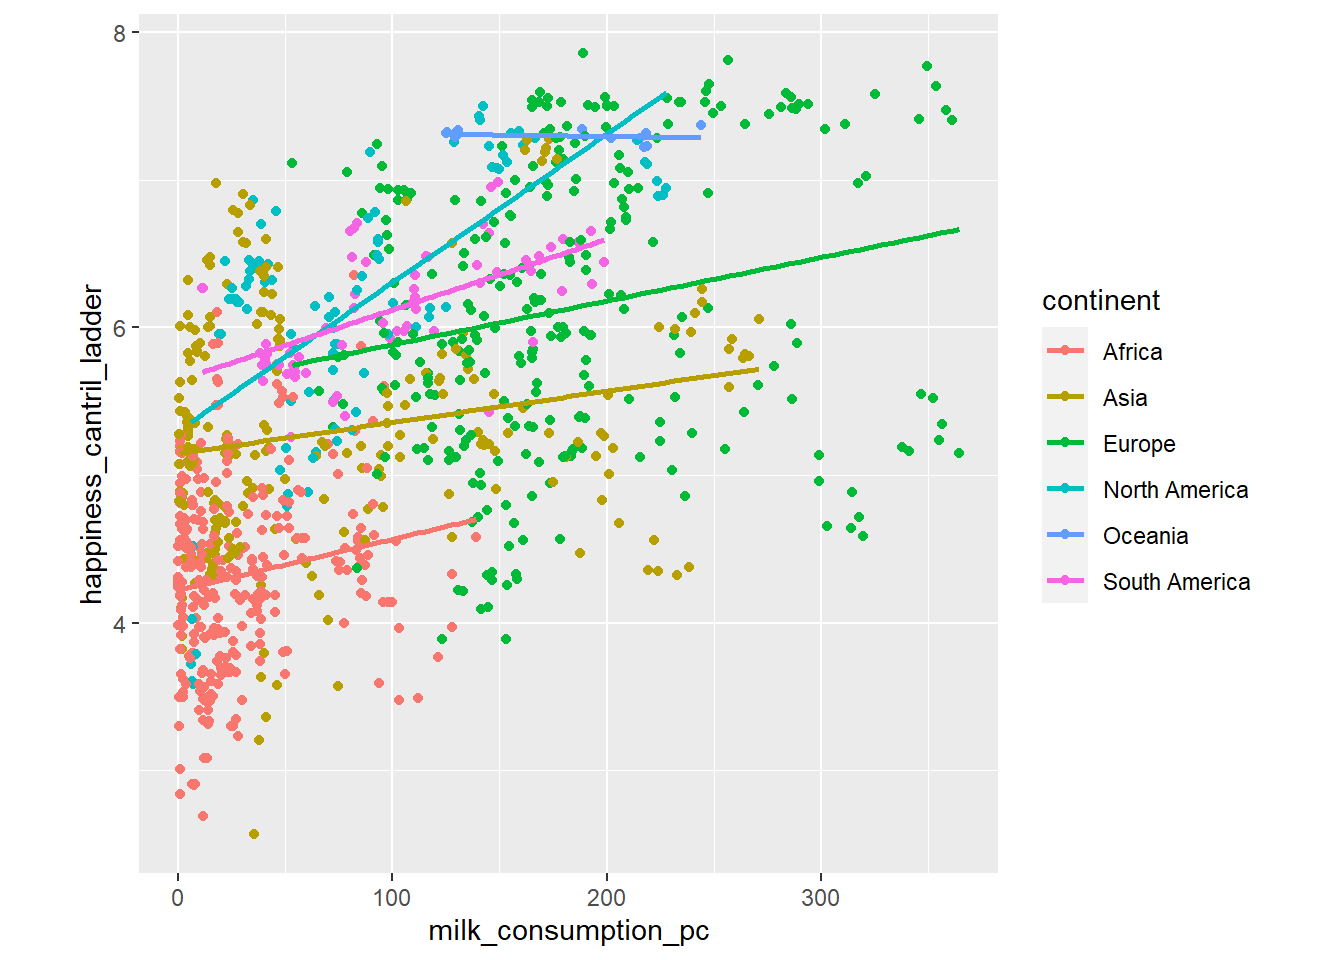 8
6
4
happiness_cantril_ladder
0 100 200 300
milk_consumption_pc
continent
Africa
Asia
Europe
North America
Oceania
South America